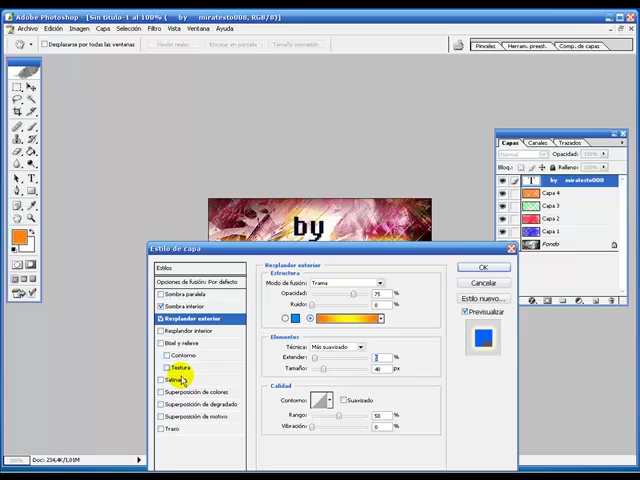 Adobe Photoshop - [Sin título-1 al 100% ( by miratesto008, RGB/8)]
Archivo Edición Imagen Capa Selección Filtro Vista Ventana Ayuda
Desplazarse por todas las ventanas Píxeles reales Encajar en pantalla Tamaño impresión Pinceles Herram. preest. Comp. de capas
Capas Canales Trazados
Normal Opacidad: 100%
Bloq.: Relleno: 100%
T by miratesto008
Capa 4
Capa 3
Capa 2
Capa 1
Fondo
by
Estilo de capa
Estilos
Opciones de fusión: Por defecto
Sombra paralela
Sombra interior
Resplandor exterior
Resplandor interior
Bisel y relieve
Contorno
Textura
Satinar
Superposición de colores
Superposición de degradado
Superposición de motivo
Trazo
Resplandor exterior
Estructura
Modo de fusión: Trama
Opacidad: 75 %
Ruido: 0 %
Elementos
Técnica: Más suavizado
Extender: %
Tamaño: 40 px
Calidad
Contorno: Suavizado
Rango: 50 %
Vibración: 0 %
OK
Cancelar
Estilo nuevo...
Previsualizar
100% Doc: 234,4K/1,01M